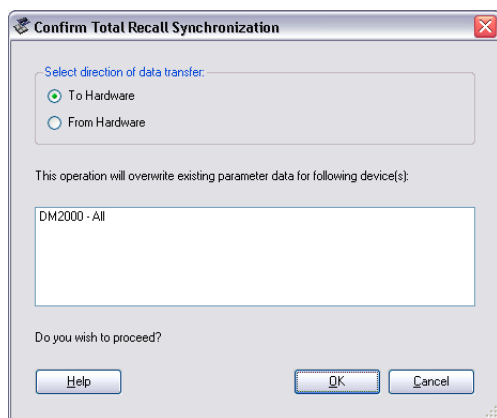 Confirm Total Recall Synchronization
Select direction of data transfer:
To Hardware
From Hardware
This operation will overwrite existing parameter data for following device(s):
DM2000 - All
Do you wish to proceed?
Help
OK
Cancel